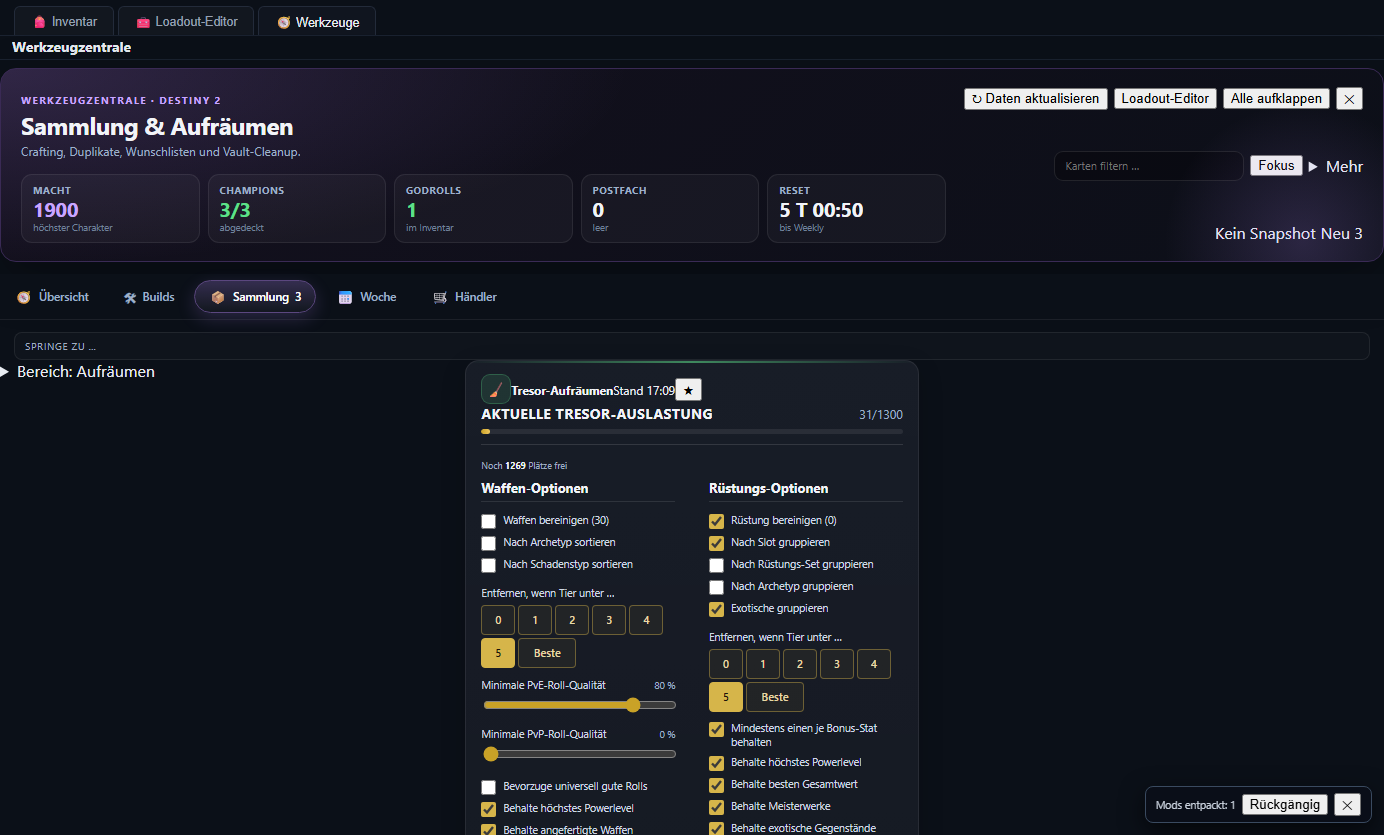 Inventar Loadout-Editor Werkzeuge
Werkzeugzentrale
WERKZEUGZENTRALE · DESTINY 2
Sammlung & Aufräumen
Crafting, Duplikate, Wunschlisten und Vault-Cleanup.
↻ Daten aktualisieren Loadout-Editor Alle aufklappen ×
Karten filtern ... Fokus ▶ Mehr
MACHT
1900
höchster Charakter
CHAMPIONS
3/3
abgedeckt
GODROLLS
1
im Inventar
POSTFACH
0
leer
RESET
5 T 00:50
bis Weekly
Kein Snapshot Neu 3
Übersicht Builds Sammlung 3 Woche Händler
SPRINGE ZU ...
▶ Bereich: Aufräumen
Tresor-AufräumenStand 17:09 ★
AKTUELLE TRESOR-AUSLASTUNG 31/1300
Noch 1269 Plätze frei
Waffen-Optionen
Waffen bereinigen (30)
Nach Archetyp sortieren
Nach Schadenstyp sortieren
Entfernen, wenn Tier unter ...
0 1 2 3 4
5 Beste
Minimale PvE-Roll-Qualität 80 %
Minimale PvP-Roll-Qualität 0 %
Bevorzuge universell gute Rolls
Behalte höchstes Powerlevel
Behalte angefertigte Waffen
Rüstungs-Optionen
Rüstung bereinigen (0)
Nach Slot gruppieren
Nach Rüstungs-Set gruppieren
Nach Archetyp gruppieren
Exotische gruppieren
Entfernen, wenn Tier unter ...
0 1 2 3 4
5 Beste
Mindestens einen je Bonus-Stat
behalten
Behalte höchstes Powerlevel
Behalte besten Gesamtwert
Behalte Meisterwerke
Behalte exotische Gegenstände
Mods entpackt: 1 Rückgängig ×